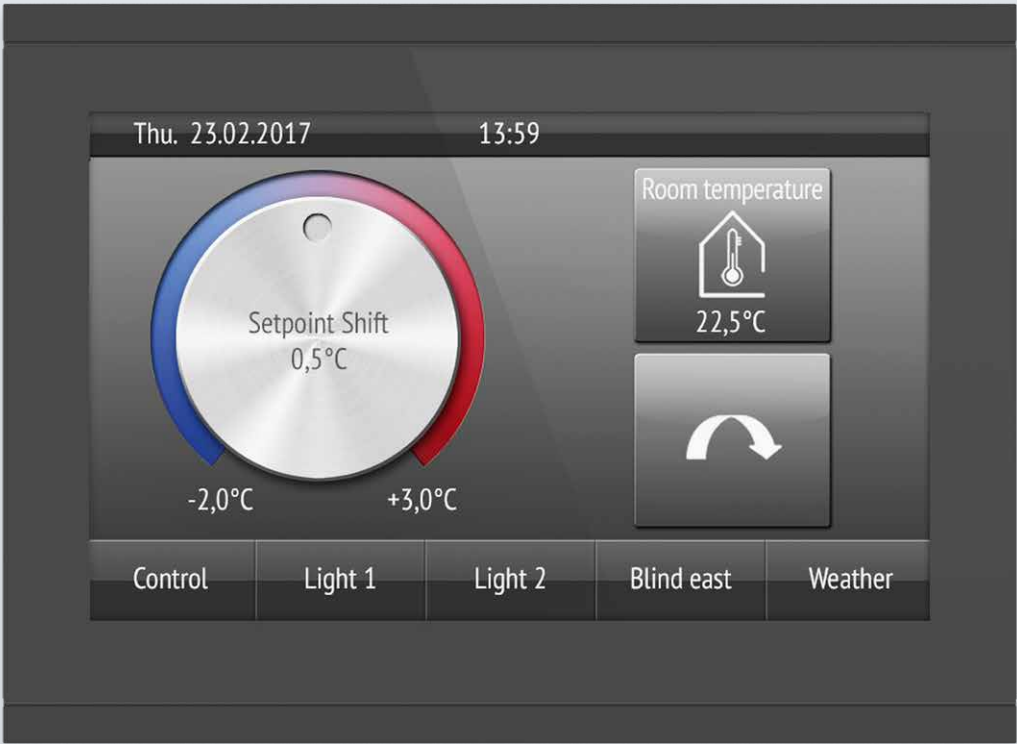 Thu. 23.02.2017 13:59
Room temperature
22,5°C
Setpoint Shift
0,5°C
-2,0°C +3,0°C
Control Light 1 Light 2 Blind east Weather